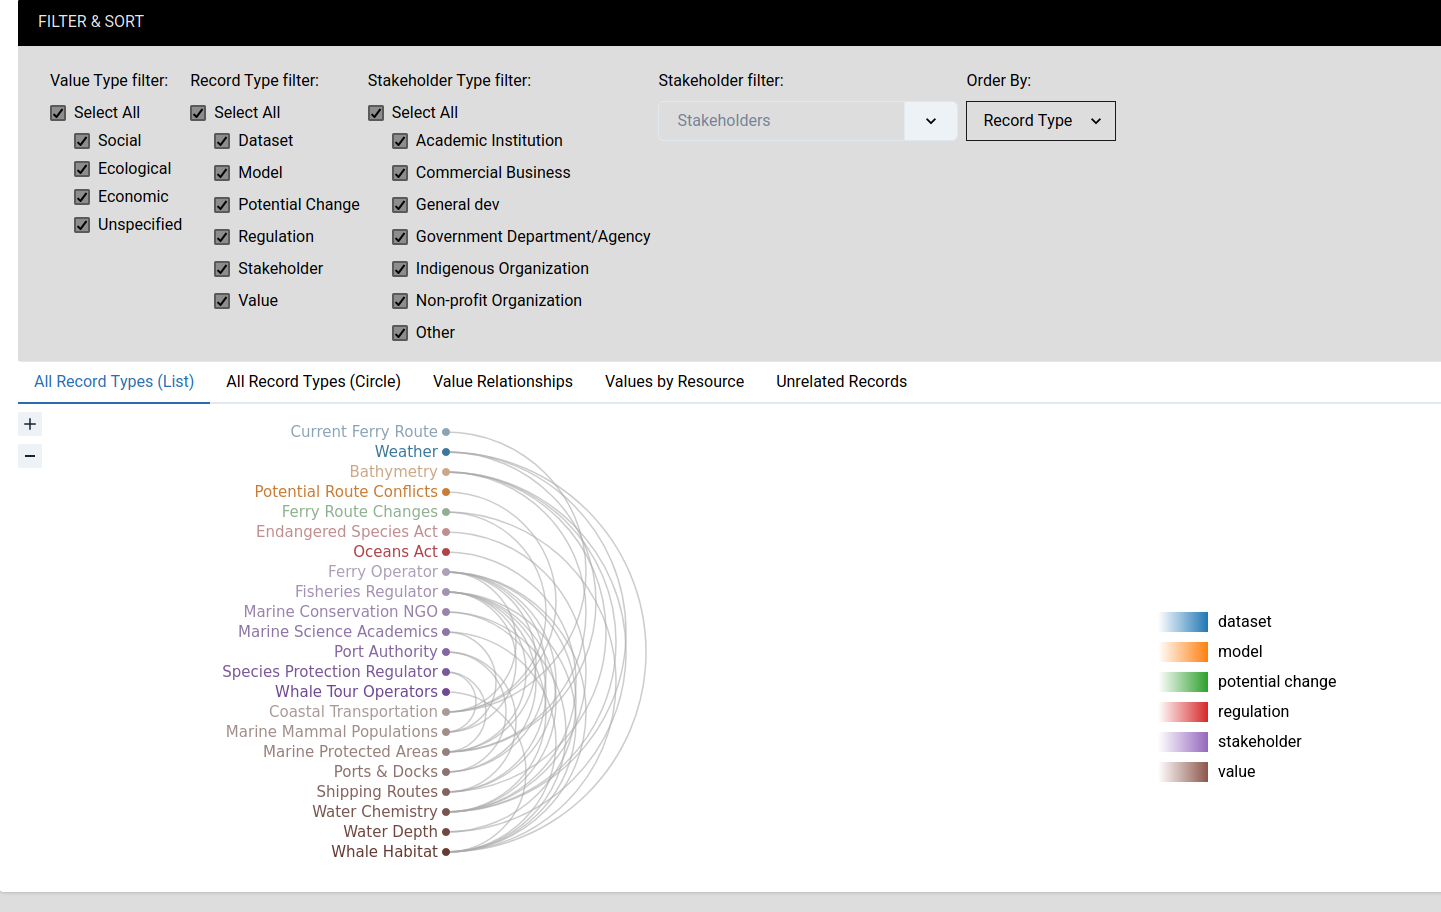 FILTER & SORT
Value Type filter:
Select All
Social
Ecological
Economic
Unspecified
Record Type filter:
Select All
Dataset
Model
Potential Change
Regulation
Stakeholder
Value
Stakeholder Type filter:
Select All
Academic Institution
Commercial Business
General dev
Government Department/Agency
Indigenous Organization
Non-profit Organization
Other
Stakeholder filter:
Stakeholders
Order By:
Record Type
All Record Types (List)
All Record Types (Circle)
Value Relationships
Values by Resource
Unrelated Records
+
−
Current Ferry Route
Weather
Bathymetry
Potential Route Conflicts
Ferry Route Changes
Endangered Species Act
Oceans Act
Ferry Operator
Fisheries Regulator
Marine Conservation NGO
Marine Science Academics
Port Authority
Species Protection Regulator
Whale Tour Operators
Coastal Transportation
Marine Mammal Populations
Marine Protected Areas
Ports & Docks
Shipping Routes
Water Chemistry
Water Depth
Whale Habitat
dataset
model
potential change
regulation
stakeholder
value